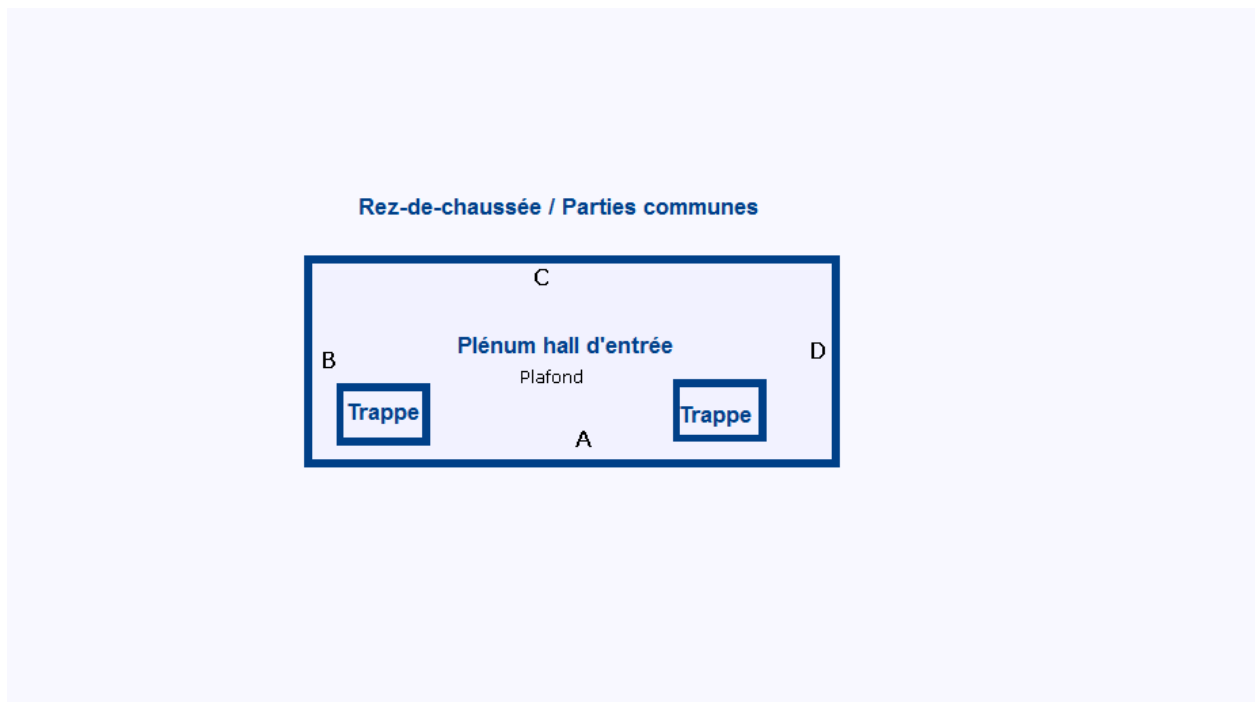 Rez-de-chaussée / Parties communes
C
Plénum hall d'entrée
B
D
Plafond
Trappe
Trappe
A